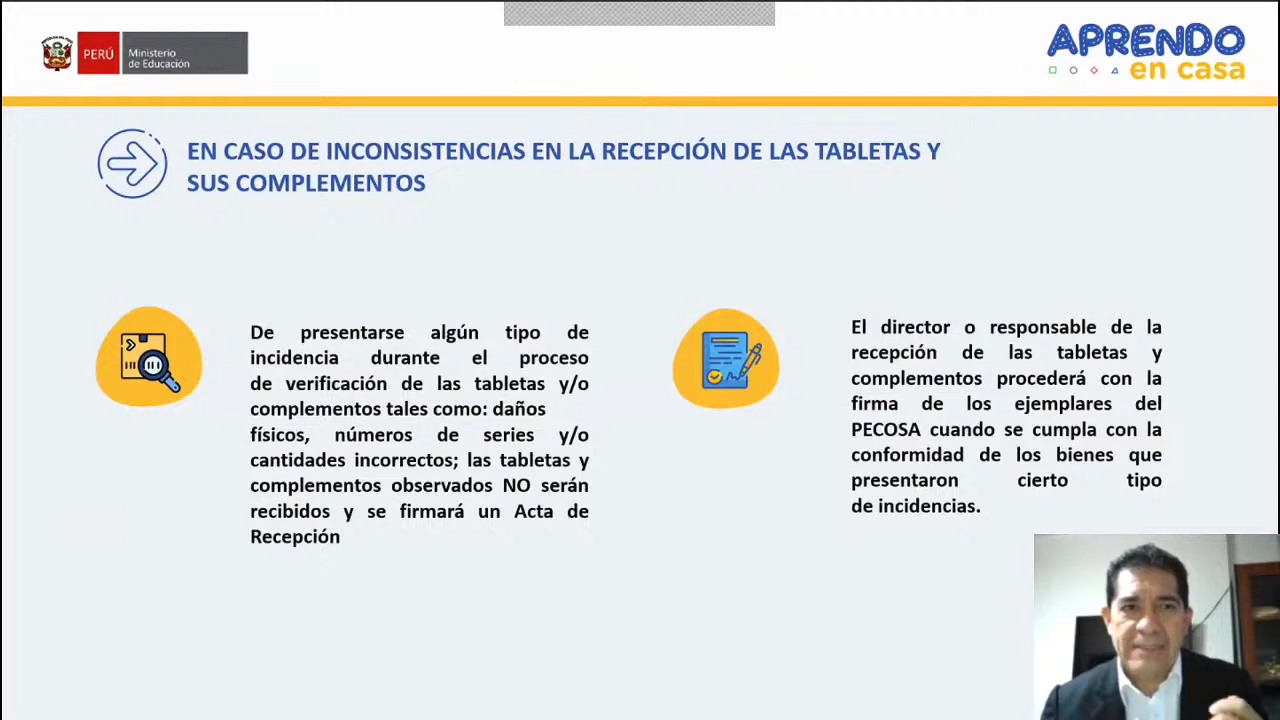 PERÚ
Ministerio
de Educación
APRENDO
en casa
EN CASO DE INCONSISTENCIAS EN LA RECEPCIÓN DE LAS TABLETAS Y
SUS COMPLEMENTOS
De presentarse algún tipo de
incidencia durante el proceso
de verificación de las tabletas y/o
complementos tales como: daños
físicos, números de series y/o
cantidades incorrectos; las tabletas y
complementos observados NO serán
recibidos y se firmará un Acta de
Recepción
El director o responsable de la
recepción de las tabletas y
complementos procederá con la
firma de los ejemplares del
PECOSA cuando se cumpla con la
conformidad de los bienes que
presentaron cierto tipo
de incidencias.